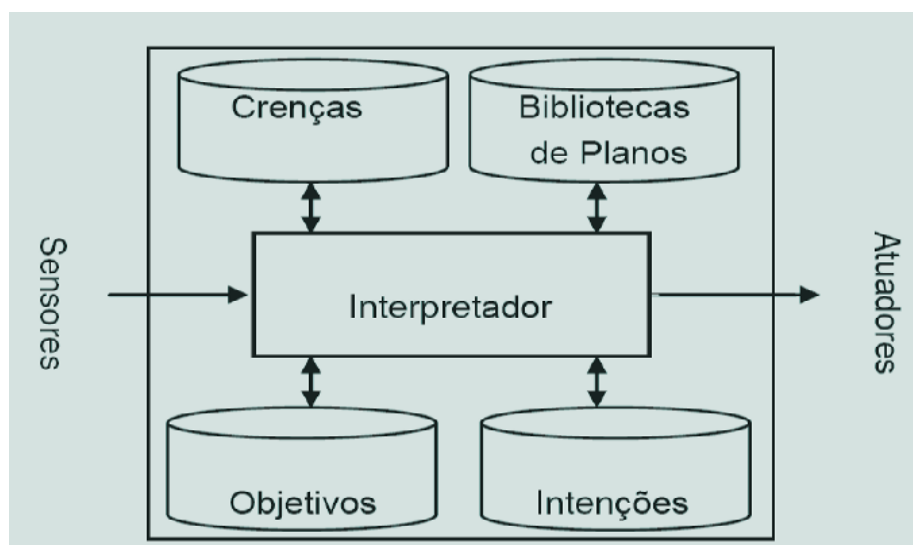 Crenças
Bibliotecas
de Planos
Sensores
Interpretador
Atuadores
Objetivos
Intenções